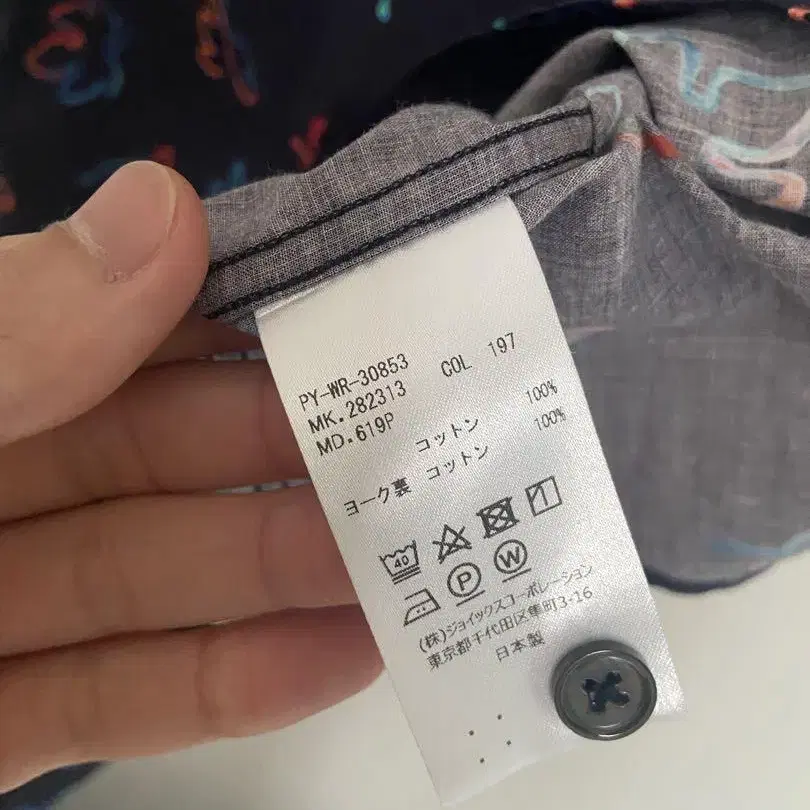 PY-WR-30853 COL 197
MK.282313
MD.619P
コットン 100%
ヨーク裏 コットン 100%
40
P W
(株)ジョイックスコーポレーション
東京都千代田区隼町3-16
日本製